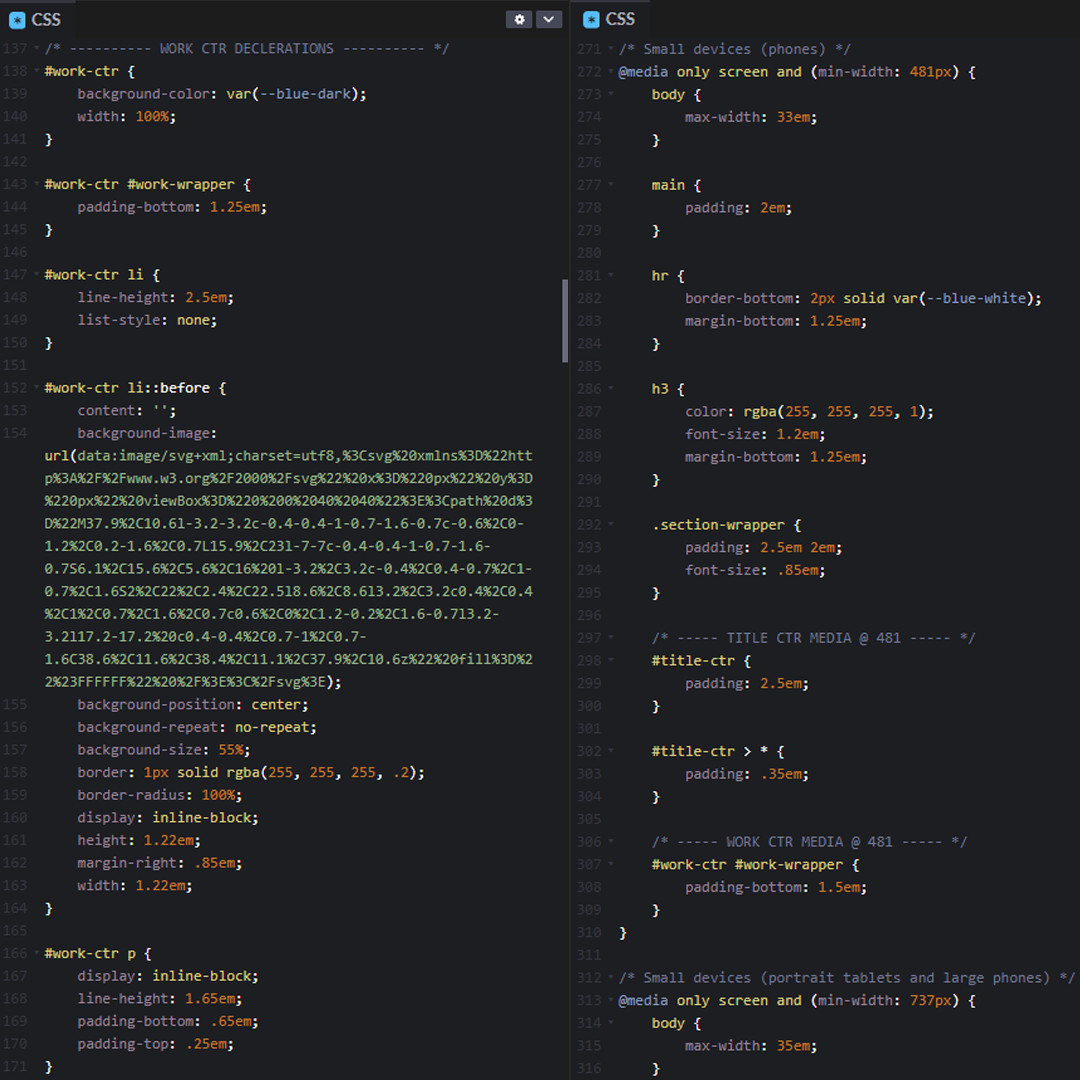 CSS
137 /* ---------- WORK CTR DECLERATIONS ---------- */
138 #work-ctr {
139 background-color: var(--blue-dark);
140 width: 100%;
141 }
142
143 #work-ctr #work-wrapper {
144 padding-bottom: 1.25em;
145 }
146
147 #work-ctr li {
148 line-height: 2.5em;
149 list-style: none;
150 }
151
152 #work-ctr li::before {
153 content: '';
154 background-image:
url(data:image/svg+xml;charset=utf8,%3Csvg%20xmlns%3D%22htt
p%3A%2F%2Fwww.w3.org%2F2000%2Fsvg%22%20x%3D%220px%22%20y%3D
%220px%22%20viewBox%3D%220%200%2040%2040%22%3E%3Cpath%20d%3
D%22M37.9%2C10.6l-3.2-3.2c-0.4-0.4-1-0.7-1.6-0.7c-0.6%2C0-
1.2%2C0.2-1.6%2C0.7L15.9%2C23l-7-7c-0.4-0.4-1-0.7-1.6-
0.7S6.1%2C15.6%2C5.6%2C16%20l-3.2%2C3.2c-0.4%2C0.4-0.7%2C1-
0.7%2C1.6S2%2C22%2C2.4%2C22.5l8.6%2C8.6l3.2%2C3.2c0.4%2C0.4
%2C1%2C0.7%2C1.6%2C0.7c0.6%2C0%2C1.2-0.2%2C1.6-0.7l3.2-
3.2l17.2-17.2%20c0.4-0.4%2C0.7-1%2C0.7-
1.6C38.6%2C11.6%2C38.4%2C11.1%2C37.9%2C10.6z%22%20fill%3D%2
2%23FFFFFF%22%20%2F%3E%3C%2Fsvg%3E);
155 background-position: center;
156 background-repeat: no-repeat;
157 background-size: 55%;
158 border: 1px solid rgba(255, 255, 255, .2);
159 border-radius: 100%;
160 display: inline-block;
161 height: 1.22em;
162 margin-right: .85em;
163 width: 1.22em;
164 }
165
166 #work-ctr p {
167 display: inline-block;
168 line-height: 1.65em;
169 padding-bottom: .65em;
170 padding-top: .25em;
171 }
CSS
271 /* Small devices (phones) */
272 @media only screen and (min-width: 481px) {
273 body {
274 max-width: 33em;
275 }
276
277 main {
278 padding: 2em;
279 }
280
281 hr {
282 border-bottom: 2px solid var(--blue-white);
283 margin-bottom: 1.25em;
284 }
285
286 h3 {
287 color: rgba(255, 255, 255, 1);
288 font-size: 1.2em;
289 margin-bottom: 1.25em;
290 }
291
292 .section-wrapper {
293 padding: 2.5em 2em;
294 font-size: .85em;
295 }
296
297 /* ----- TITLE CTR MEDIA @ 481 ----- */
298 #title-ctr {
299 padding: 2.5em;
300 }
301
302 #title-ctr > * {
303 padding: .35em;
304 }
305
306 /* ----- WORK CTR MEDIA @ 481 ----- */
307 #work-ctr #work-wrapper {
308 padding-bottom: 1.5em;
309 }
310 }
311
312 /* Small devices (portrait tablets and large phones) */
313 @media only screen and (min-width: 737px) {
314 body {
315 max-width: 35em;
316 }